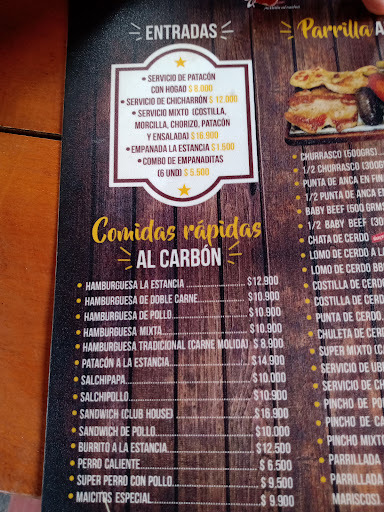 ENTRADAS
• SERVICIO DE PATACÓN
CON HOGAO $ 8.000
• SERVICIO DE CHICHARRÓN $ 12.000
• SERVICIO MIXTO (COSTILLA,
MORCILLA, CHORIZO, PATACÓN
Y ENSALADA) $16.900
• EMPANADA LA ESTANCIA $1.500
• COMBO DE EMPANADITAS
(6 UND) $ 5.500
Comidas rápidas
AL CARBÓN
• HAMBURGUESA LA ESTANCIA $12.900
• HAMBURGUESA DE DOBLE CARNE $10.900
• HAMBURGUESA DE POLLO $10.900
• HAMBURGUESA MIXTA $10.900
• HAMBURGUESA TRADICIONAL (CARNE MOLIDA) $ 8.900
• PATACÓN A LA ESTANCIA $14.900
• SALCHIPAPA $10.000
• SALCHIPOLLO $10.900
• SANDWICH (CLUB HOUSE) $16.900
• SANDWICH DE POLLO $10.000
• BURRITO A LA ESTANCIA $12.500
• PERRO CALIENTE $ 6.500
• SUPER PERRO CON POLLO $ 9.500
• MAICITOS ESPECIAL $ 9.900
Parrilla
• CHURRASCO (500GRS)
• 1/2 CHURRASCO (300G
• PUNTA DE ANCA EN FIN
• 1/2 PUNTA DE ANCA E
• BABY BEEF (500 GRMS
• 1/2 BABY BEEF (30
• CHATA DE CERDO
• LOMO DE CERDO A L
• LOMO DE CERDO BB
• COSTILLA DE CERD
• COSTILLA DE CER
• PUNTA DE CERDO
• CHULETA DE CERD
• SUPER MIXTO (C
• SERVICIO DE UB
• SERVICIO DE CH
• PINCHO DE PO
• PINCHO DE CA
• PINCHO MIXTO
• PARRILLADA
• PARRILLADA
MARISCOS)